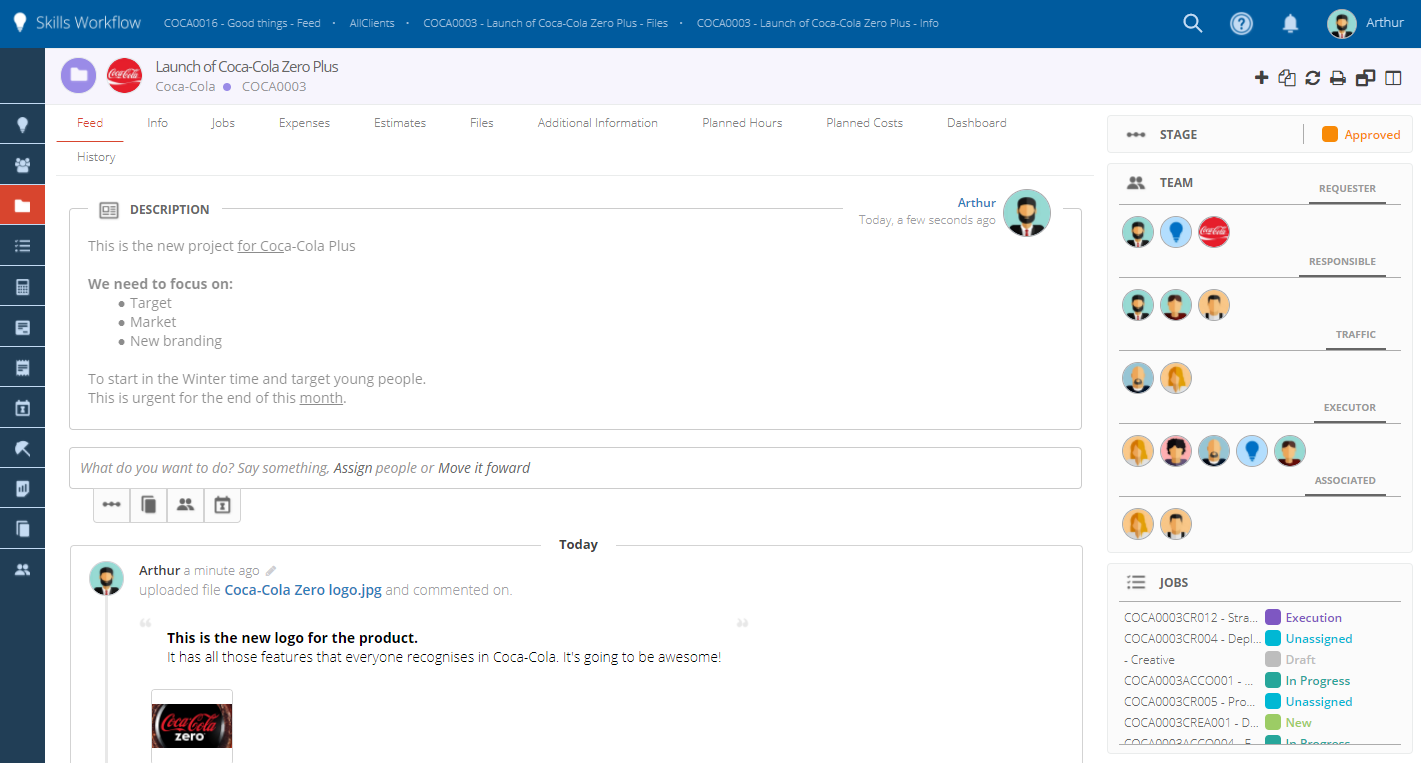 Skills Workflow COCA0016 - Good things - Feed • AllClients • COCA0003 - Launch of Coca-Cola Zero Plus - Files • COCA0003 - Launch of Coca-Cola Zero Plus - Info Arthur
Launch of Coca-Cola Zero Plus
Coca-Cola COCA0003
Feed Info Jobs Expenses Estimates Files Additional Information Planned Hours Planned Costs Dashboard
History
DESCRIPTION
Arthur
Today, a few seconds ago
This is the new project for Coca-Cola Plus
We need to focus on:
● Target
● Market
● New branding
To start in the Winter time and target young people.
This is urgent for the end of this month.
What do you want to do? Say something, Assign people or Move it foward
Today
Arthur a minute ago
uploaded file Coca-Cola Zero logo.jpg and commented on.
“ ”
This is the new logo for the product.
It has all those features that everyone recognises in Coca-Cola. It's going to be awesome!
Coca-Cola
zero
STAGE Approved
TEAM
REQUESTER
RESPONSIBLE
TRAFFIC
EXECUTOR
ASSOCIATED
JOBS
COCA0003CR012 - Stra... Execution
COCA0003CR004 - Depl... Unassigned
- Creative Draft
COCA0003ACCO001 - ... In Progress
COCA0003CR005 - Pro... Unassigned
COCA0003CREA001 - D... New
COCA0003ACCO004 - E... In Progress